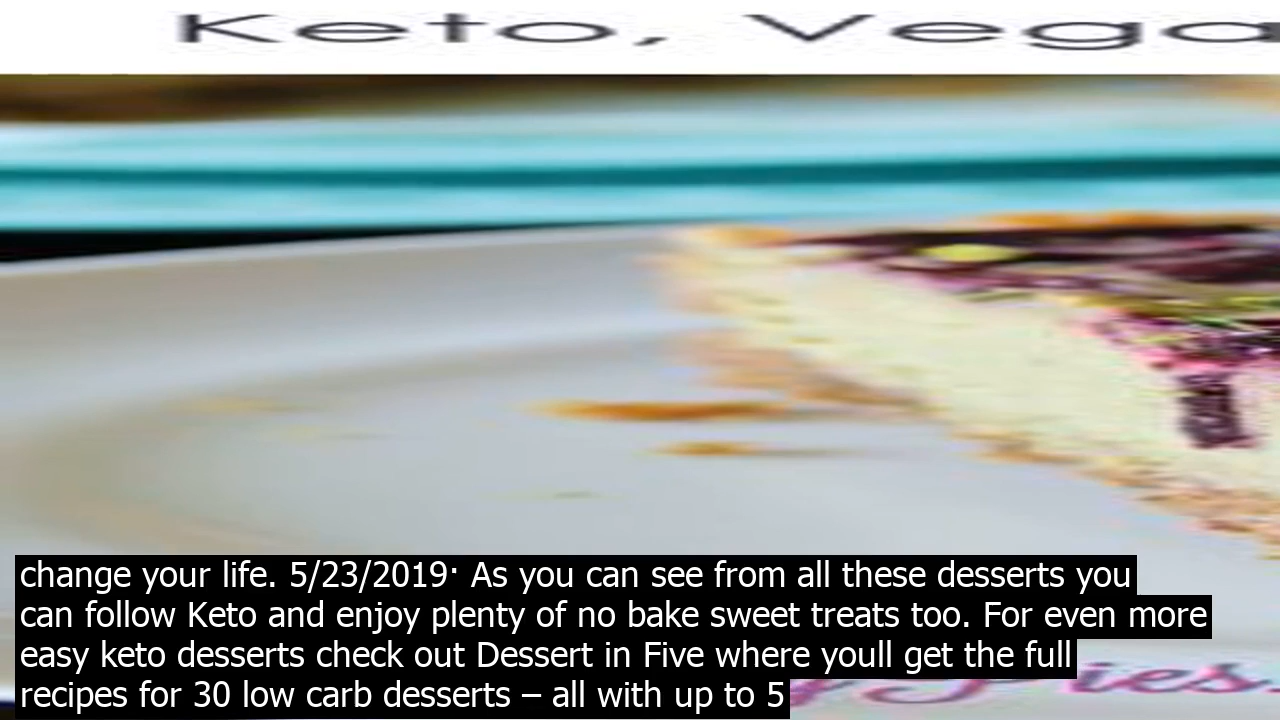 Keto, Vega
change your life. 5/23/2019· As you can see from all these desserts you
can follow Keto and enjoy plenty of no bake sweet treats too. For even more
easy keto desserts check out Dessert in Five where youll get the full
recipes for 30 low carb desserts – all with up to 5